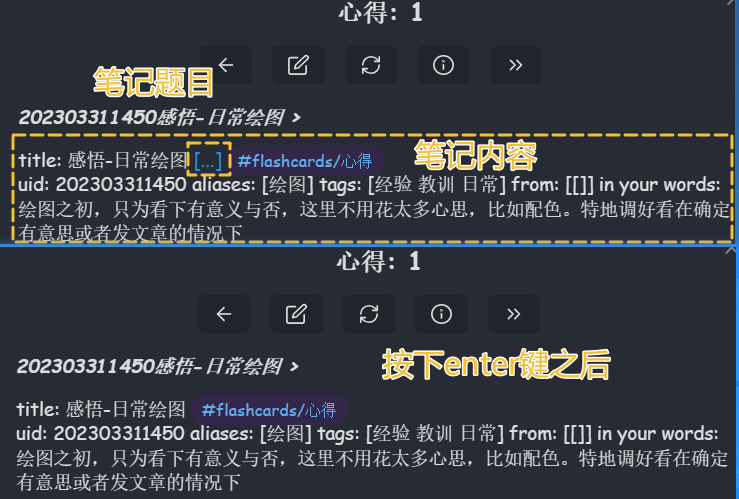 心得: 1
笔记题目
202303311450感悟-日常绘图 >
title: 感悟-日常绘图 [...] #flashcards/心得
笔记内容
uid: 202303311450 aliases: [绘图] tags: [经验 教训 日常] from: [[]] in your words:
绘图之初，只为看下有意义与否，这里不用花太多心思，比如配色。特地调好看在确定
有意思或者发文章的情况下
心得: 1
202303311450感悟-日常绘图 >
按下enter键之后
title: 感悟-日常绘图 #flashcards/心得
uid: 202303311450 aliases: [绘图] tags: [经验 教训 日常] from: [[]] in your words:
绘图之初，只为看下有意义与否，这里不用花太多心思，比如配色。特地调好看在确定
有意思或者发文章的情况下